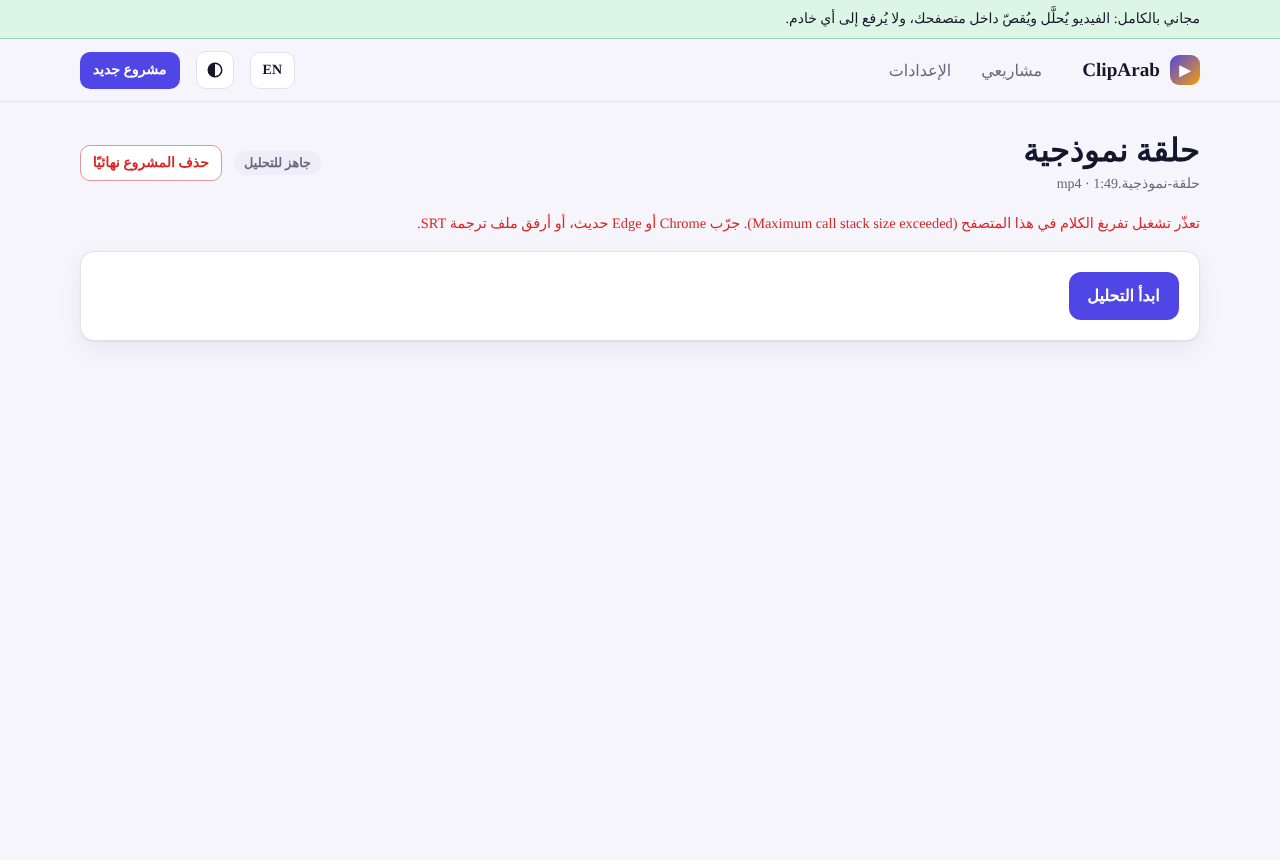 مجاني بالكامل: الفيديو يُحلَّل ويُقصّ داخل متصفحك، ولا يُرفع إلى أي خادم.
ClipArab
مشاريعي
الإعدادات
EN
مشروع جديد
حلقة نموذجية
جاهز للتحليل
حذف المشروع نهائيًا
حلقة-نموذجية.mp4 · 1:49
تعذّر تشغيل تفريغ الكلام في هذا المتصفح (Maximum call stack size exceeded). جرّب Chrome أو Edge حديث، أو أرفق ملف ترجمة SRT.
ابدأ التحليل